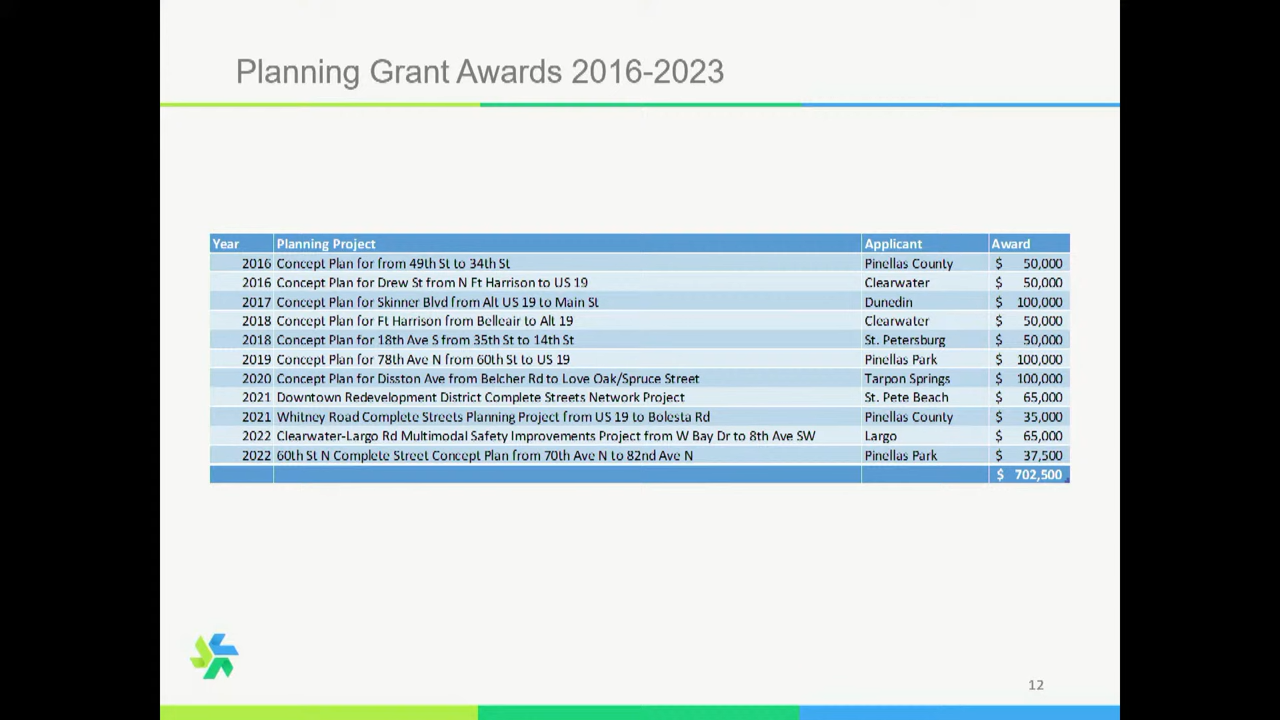 Planning Grant Awards 2016-2023
Year Planning Project Applicant Award
2016 Concept Plan for from 49th St to 34th St Pinellas County $ 50,000
2016 Concept Plan for Drew St from N Ft Harrison to US 19 Clearwater $ 50,000
2017 Concept Plan for Skinner Blvd from Alt US 19 to Main St Dunedin $ 100,000
2018 Concept Plan for Ft Harrison from Belleair to Alt 19 Clearwater $ 50,000
2018 Concept Plan for 18th Ave S from 35th St to 14th St St. Petersburg $ 50,000
2019 Concept Plan for 78th Ave N from 60th St to US 19 Pinellas Park $ 100,000
2020 Concept Plan for Disston Ave from Belcher Rd to Love Oak/Spruce Street Tarpon Springs $ 100,000
2021 Downtown Redevelopment District Complete Streets Network Project St. Pete Beach $ 65,000
2021 Whitney Road Complete Streets Planning Project from US 19 to Bolesta Rd Pinellas County $ 35,000
2022 Clearwater-Largo Rd Multimodal Safety Improvements Project from W Bay Dr to 8th Ave SW Largo $ 65,000
2022 60th St N Complete Street Concept Plan from 70th Ave N to 82nd Ave N Pinellas Park $ 37,500
$ 702,500
12